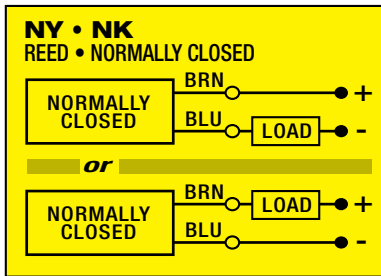 NY • NK
REED • NORMALLY CLOSED
NORMALLY CLOSED
BRN
+
BLU
LOAD
-
or
NORMALLY CLOSED
BRN
LOAD
+
BLU
-